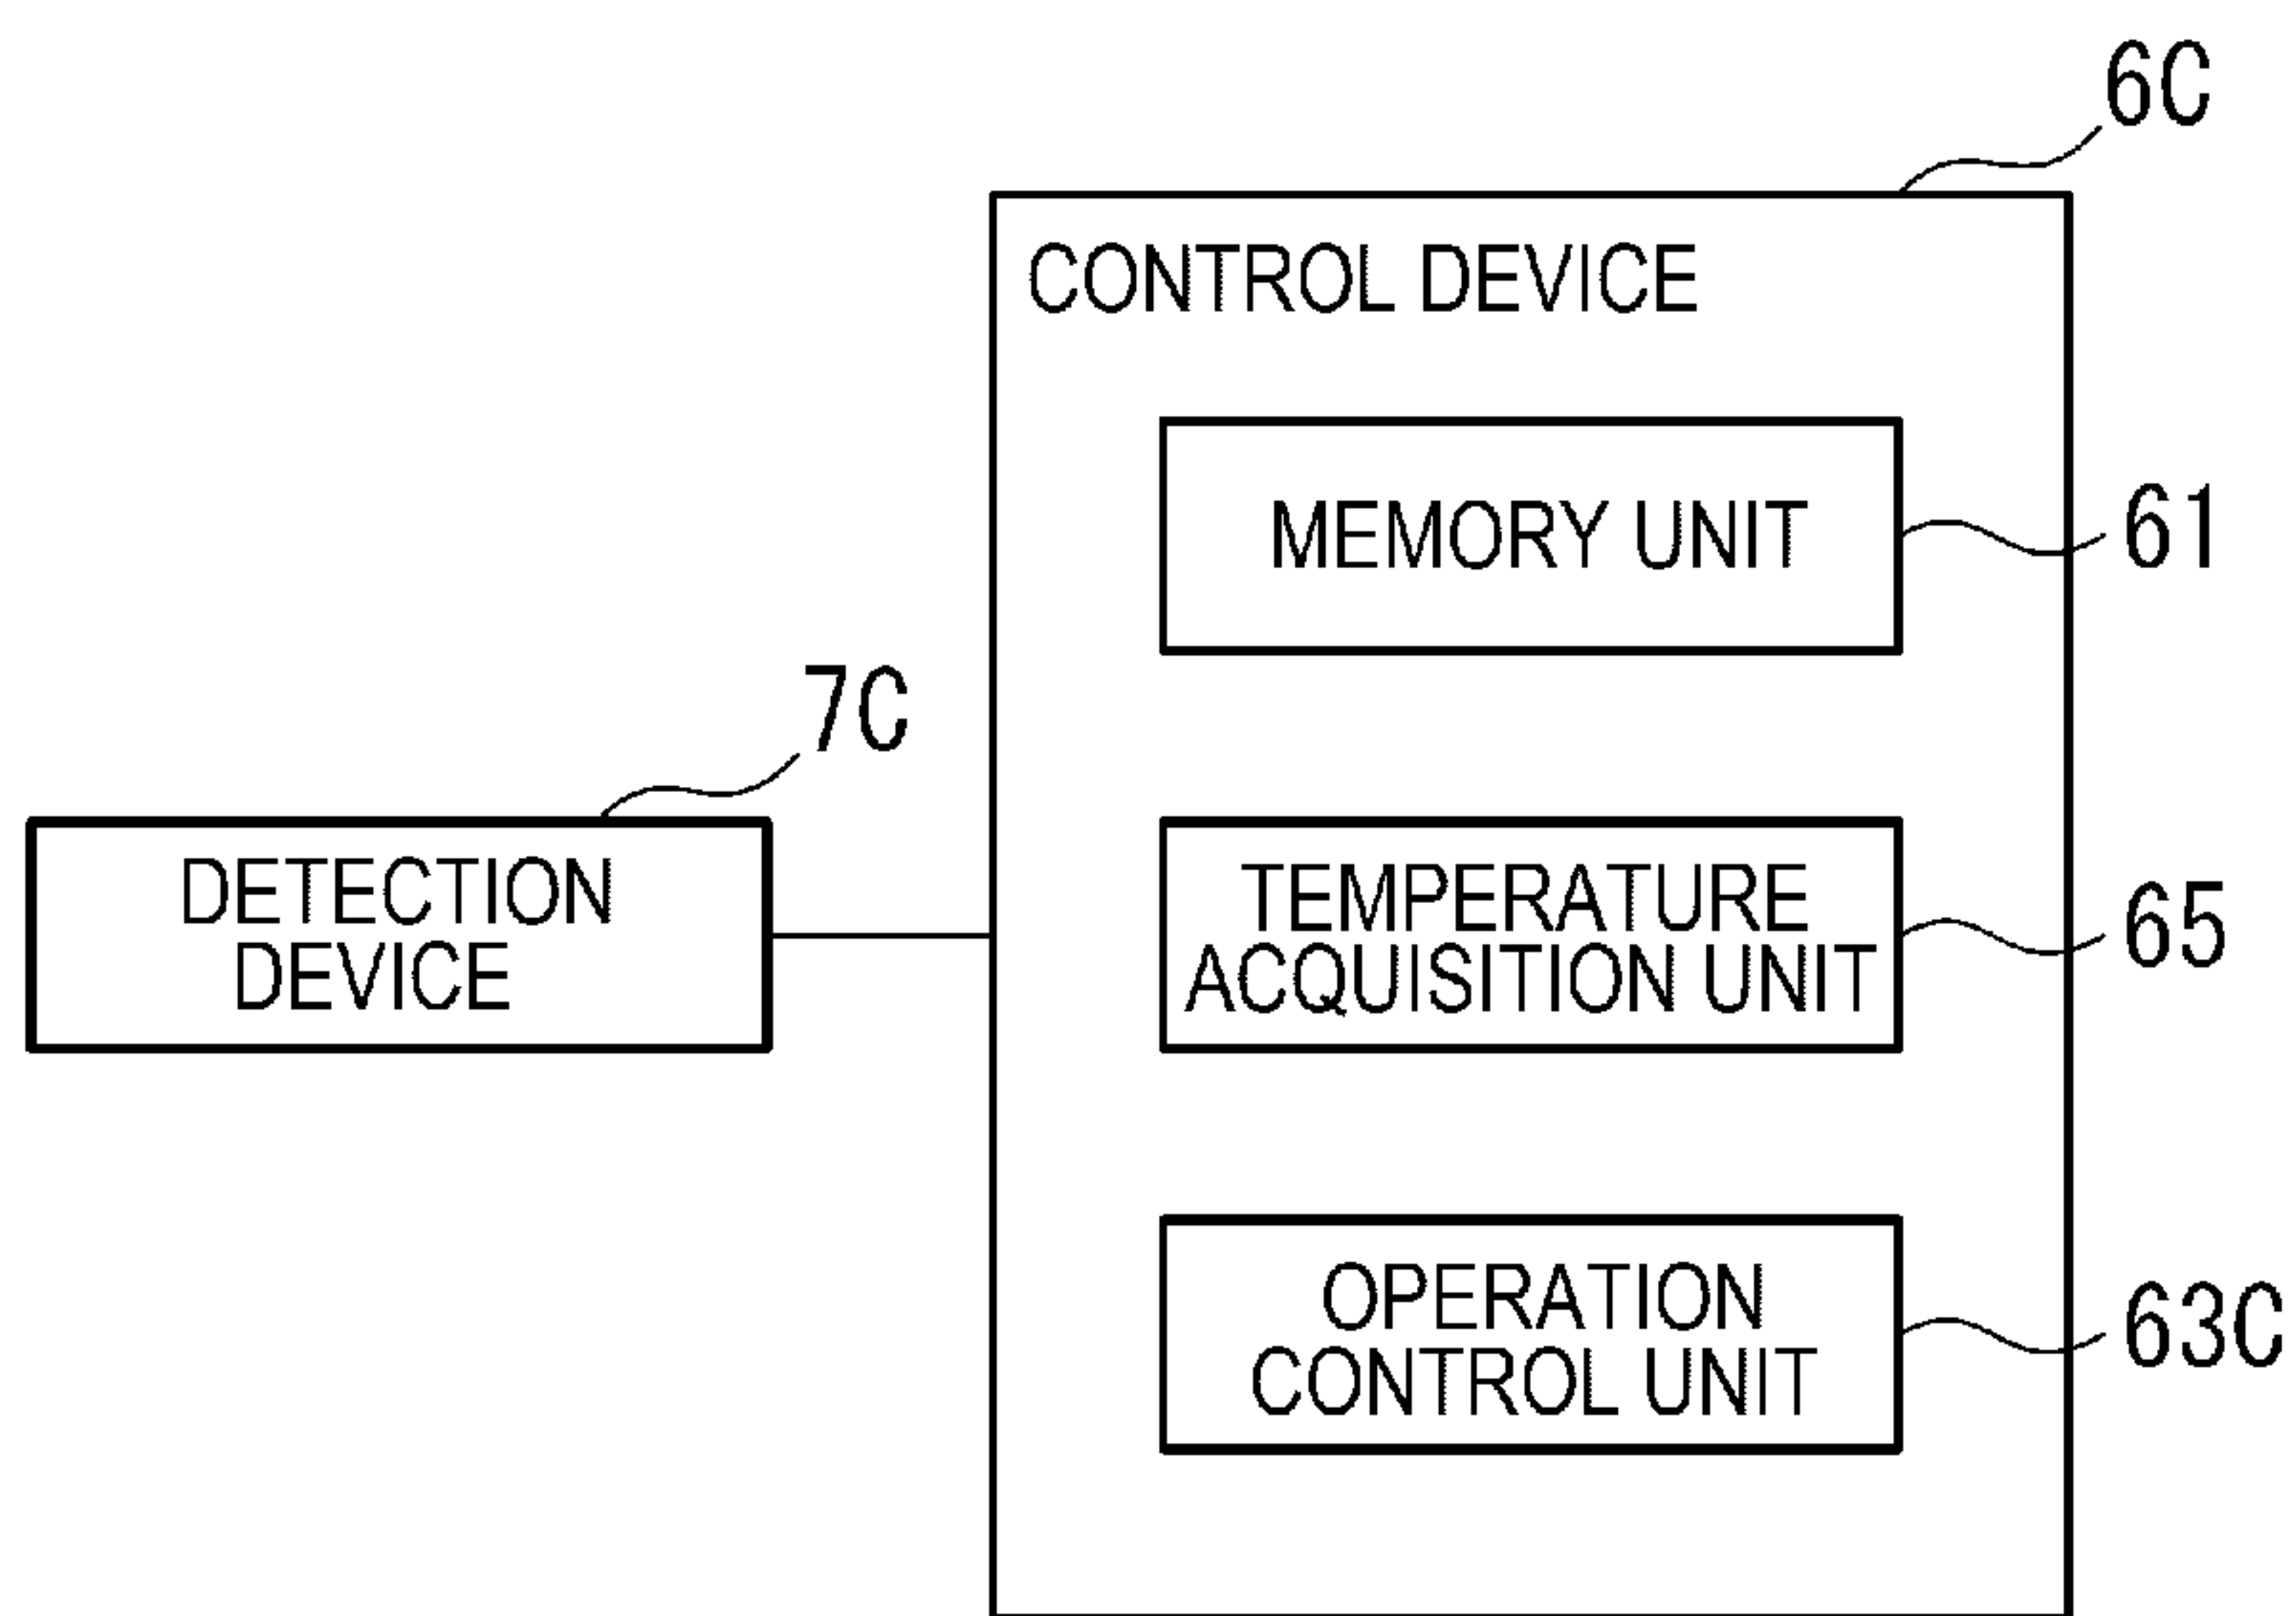 6C
CONTROL DEVICE
MEMORY UNIT
61
7C
DETECTION
DEVICE
TEMPERATURE
ACQUISITION UNIT
65
OPERATION
CONTROL UNIT
63C